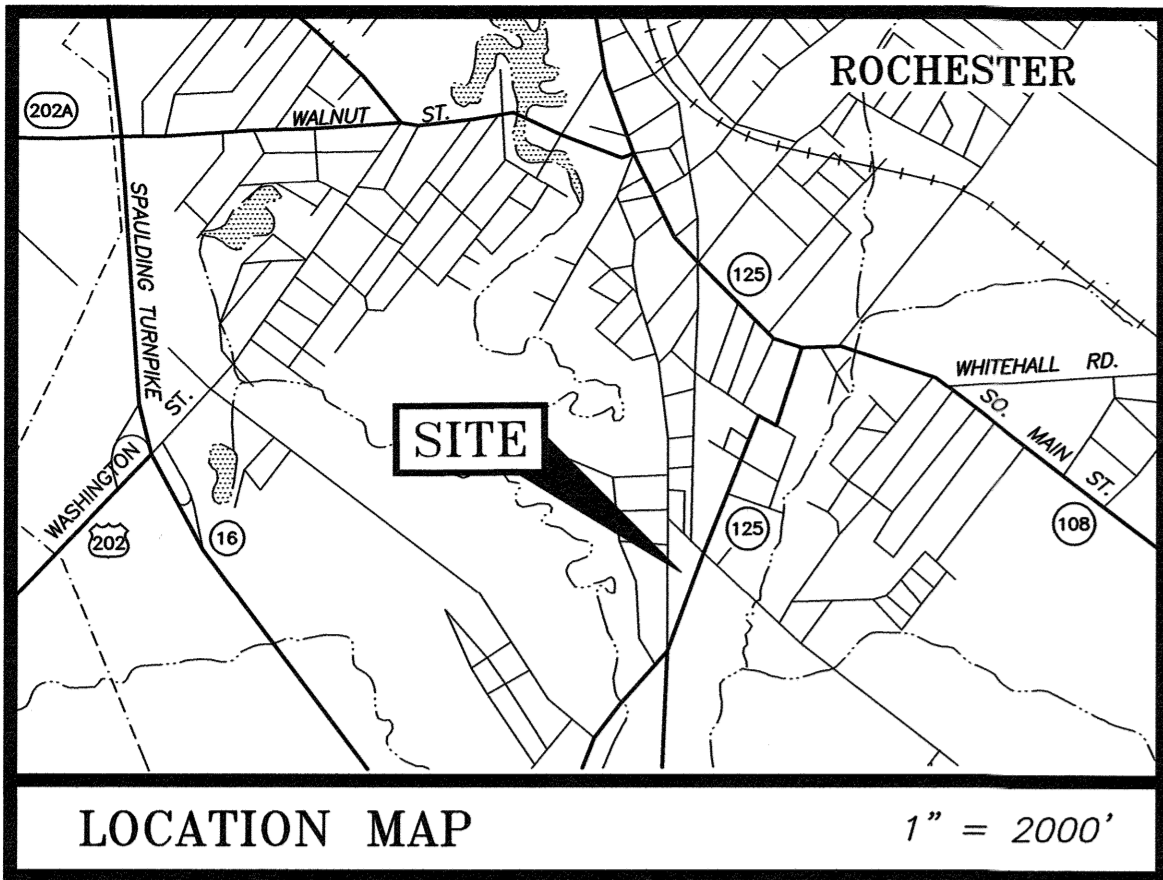 ROCHESTER
202A
WALNUT ST.
SPAULDING TURNPIKE
125
WHITEHALL RD.
SO. MAIN ST.
WASHINGTON ST.
SITE
202
16
125
108
LOCATION MAP
1" = 2000'